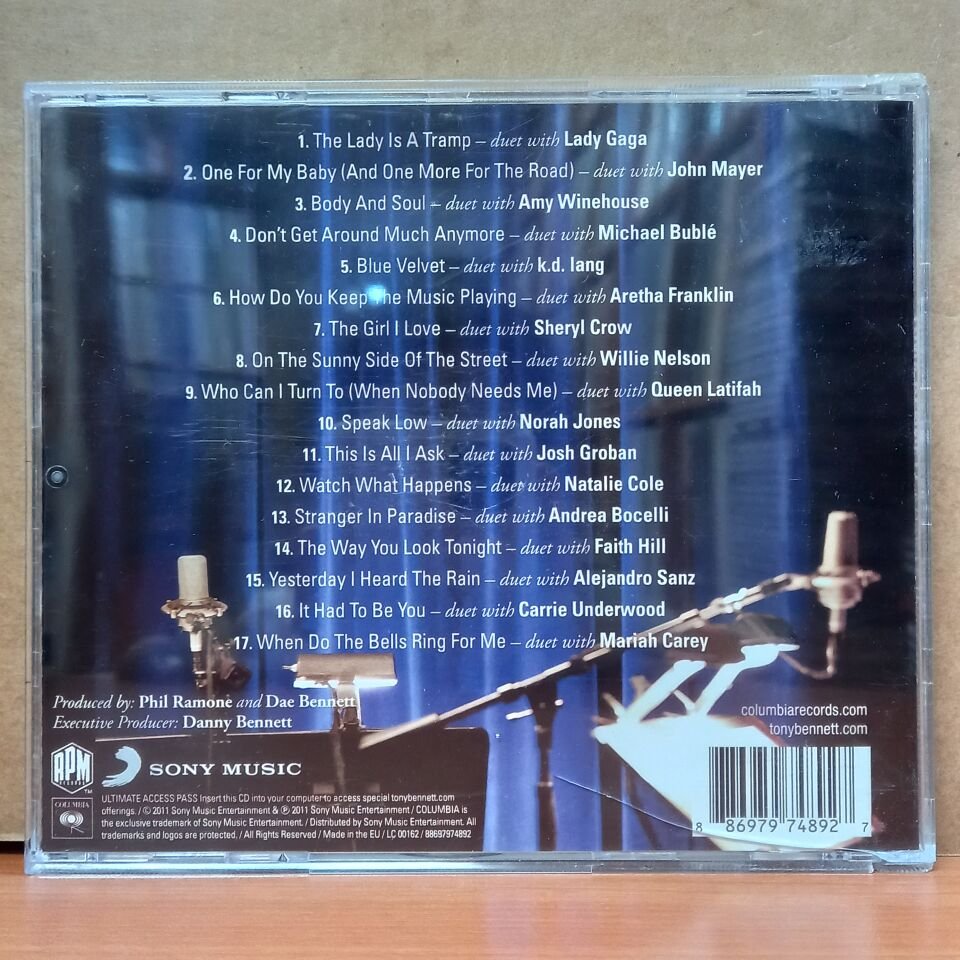 1. The Lady Is A Tramp – duet with Lady Gaga
2. One For My Baby (And One More For The Road) – duet with John Mayer
3. Body And Soul – duet with Amy Winehouse
4. Don't Get Around Much Anymore – duet with Michael Bublé
5. Blue Velvet – duet with k.d. lang
6. How Do You Keep The Music Playing – duet with Aretha Franklin
7. The Girl I Love – duet with Sheryl Crow
8. On The Sunny Side Of The Street – duet with Willie Nelson
9. Who Can I Turn To (When Nobody Needs Me) – duet with Queen Latifah
10. Speak Low – duet with Norah Jones
11. This Is All I Ask – duet with Josh Groban
12. Watch What Happens – duet with Natalie Cole
13. Stranger In Paradise – duet with Andrea Bocelli
14. The Way You Look Tonight – duet with Faith Hill
15. Yesterday I Heard The Rain – duet with Alejandro Sanz
16. It Had To Be You – duet with Carrie Underwood
17. When Do The Bells Ring For Me – duet with Mariah Carey
Produced by: Phil Ramone and Dae Bennett
Executive Producer: Danny Bennett
columbiarecords.com
tonybennett.com
RPM
RECORDS
TM
SONY MUSIC
COLUMBIA
ULTIMATE ACCESS PASS Insert this CD into your computer to access special tonybennett.com
offerings. / © 2011 Sony Music Entertainment & ℗ 2011 Sony Music Entertainment / COLUMBIA is
the exclusive trademark of Sony Music Entertainment. / Distributed by Sony Music Entertainment. All
trademarks and logos are protected. / All Rights Reserved / Made in the EU / LC 00162 / 88697974892
8 86979 74892 7